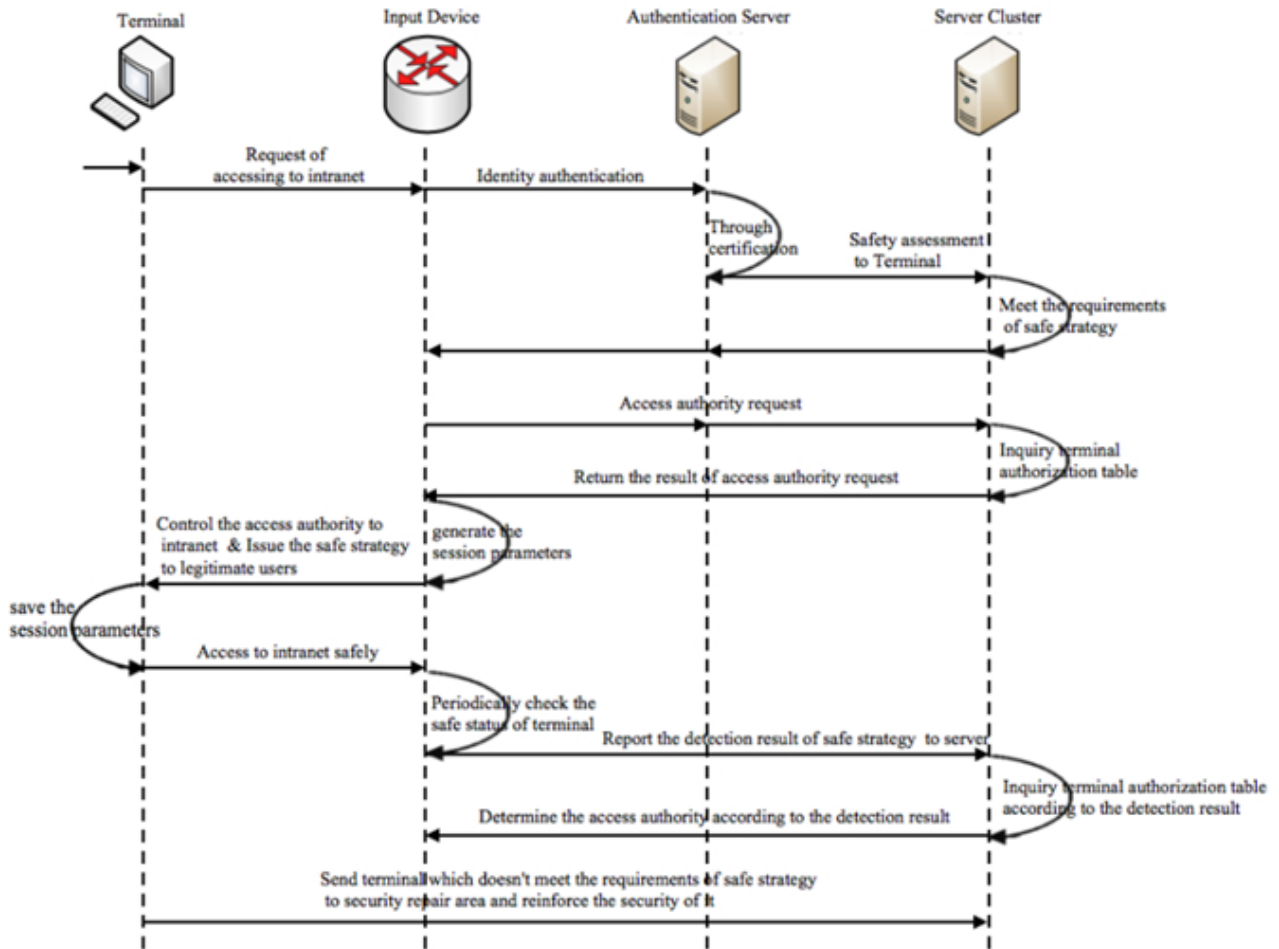 Terminal
Input Device
Authentication Server
Server Cluster
Request of
accessing to intranet
Identity authentication
Through
certification
Safety assessment
to Terminal
Meet the requirements
of safe strategy
Access authority request
Inquiry terminal
authorization table
Return the result of access authority request
Control the access authority to
intranet & Issue the safe strategy
to legitimate users
generate the
session parameters
save the
session parameters
Access to intranet safely
Periodically check the
safe status of terminal
Report the detection result of safe strategy to server
Inquiry terminal authorization table
according to the detection result
Determine the access authority according to the detection result
Send terminal which doesn't meet the requirements of safe strategy
to security repair area and reinforce the security of it